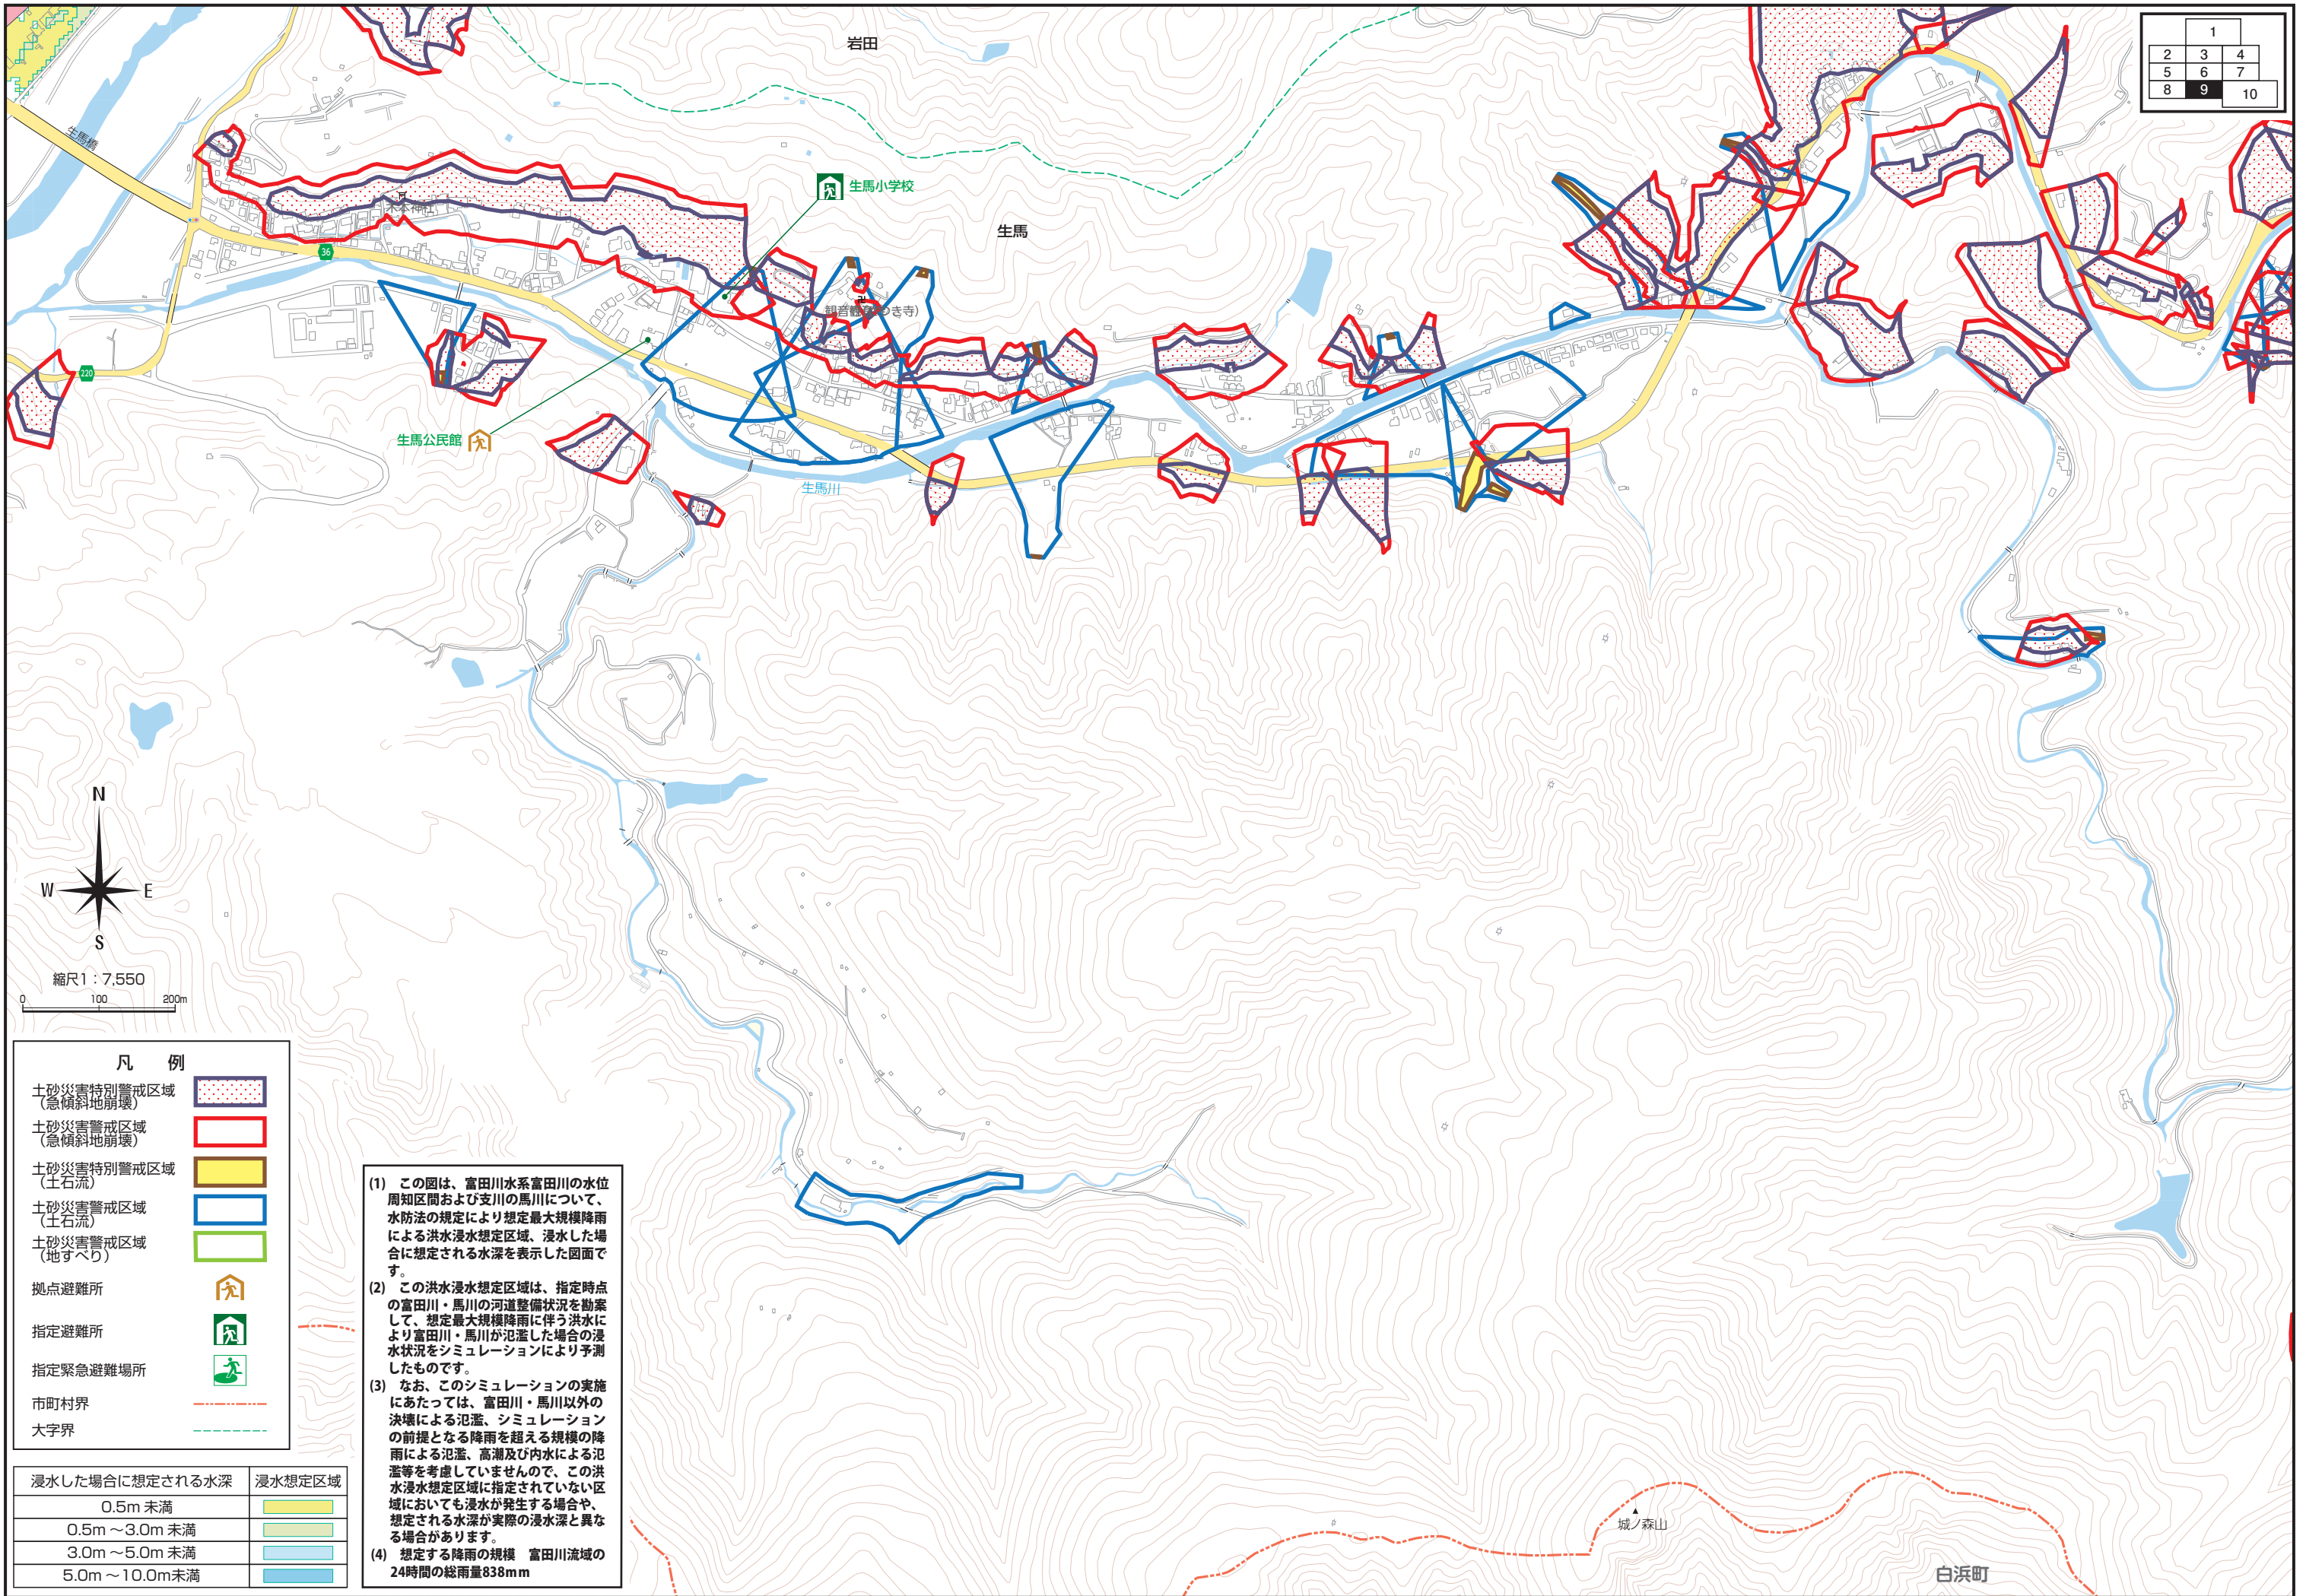 岩田
1
2 3 4
5 6 7
8 9 10
生馬橋
生馬小学校
生馬
36
220
生馬公民館
生馬川
N
W E
S
縮尺1：7,550
0 100 200m
凡　例
土砂災害特別警戒区域
（急傾斜地崩壊）
土砂災害警戒区域
（急傾斜地崩壊）
土砂災害特別警戒区域
（土石流）
土砂災害警戒区域
（土石流）
土砂災害警戒区域
（地すべり）
拠点避難所
指定避難所
指定緊急避難場所
市町村界
大字界
浸水した場合に想定される水深 浸水想定区域
0.5m 未満
0.5m ～3.0m 未満
3.0m ～5.0m 未満
5.0m ～10.0m未満
(1)　この図は、富田川水系富田川の水位
周知区間および支川の馬川について、
水防法の規定により想定最大規模降雨
による洪水浸水想定区域、浸水した場
合に想定される水深を表示した図面で
す。
(2)　この洪水浸水想定区域は、指定時点
の富田川・馬川の河道整備状況を勘案
して、想定最大規模降雨に伴う洪水に
より富田川・馬川が氾濫した場合の浸
水状況をシミュレーションにより予測
したものです。
(3)　なお、このシミュレーションの実施
にあたっては、富田川・馬川以外の
決壊による氾濫、シミュレーション
の前提となる降雨を超える規模の降
雨による氾濫、高潮及び内水による氾
濫等を考慮していませんので、この洪
水浸水想定区域に指定されていない区
域においても浸水が発生する場合や、
想定される水深が実際の浸水深と異な
る場合があります。
(4)　想定する降雨の規模　富田川流域の
24時間の総雨量838mm
城ノ森山
白浜町